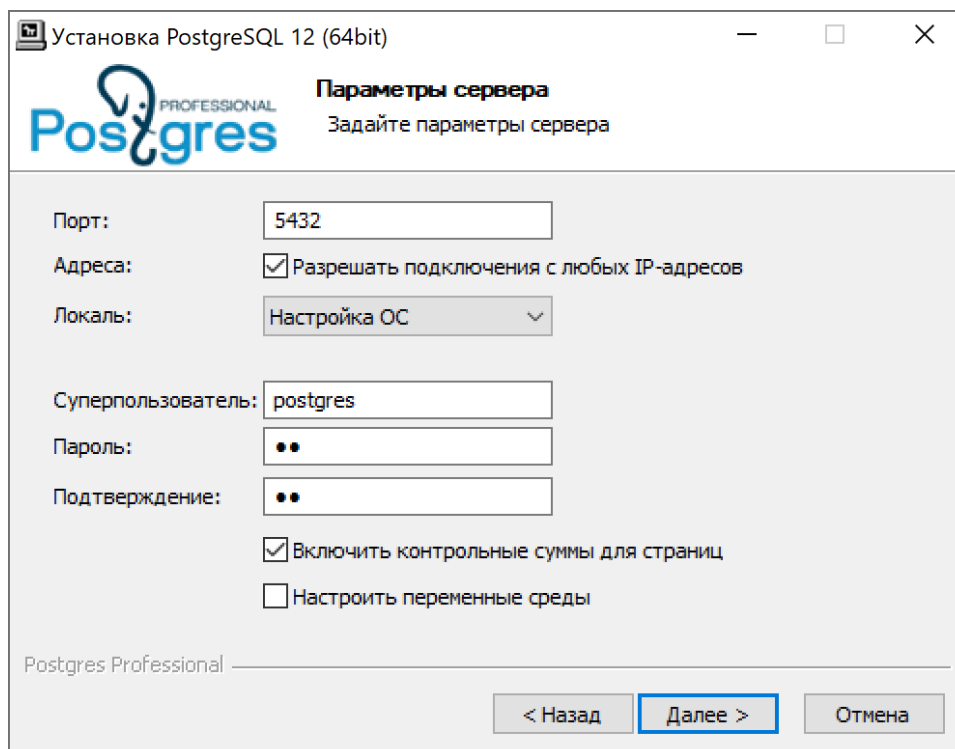 Установка PostgreSQL 12 (64bit)
PROFESSIONAL
Postgres
Параметры сервера
Задайте параметры сервера
Порт: 5432
Адреса: Разрешать подключения с любых IP-адресов
Локаль: Настройка ОС
Суперпользователь: postgres
Пароль: ●●
Подтверждение: ●●
Включить контрольные суммы для страниц
Настроить переменные среды
Postgres Professional
< Назад Далее > Отмена